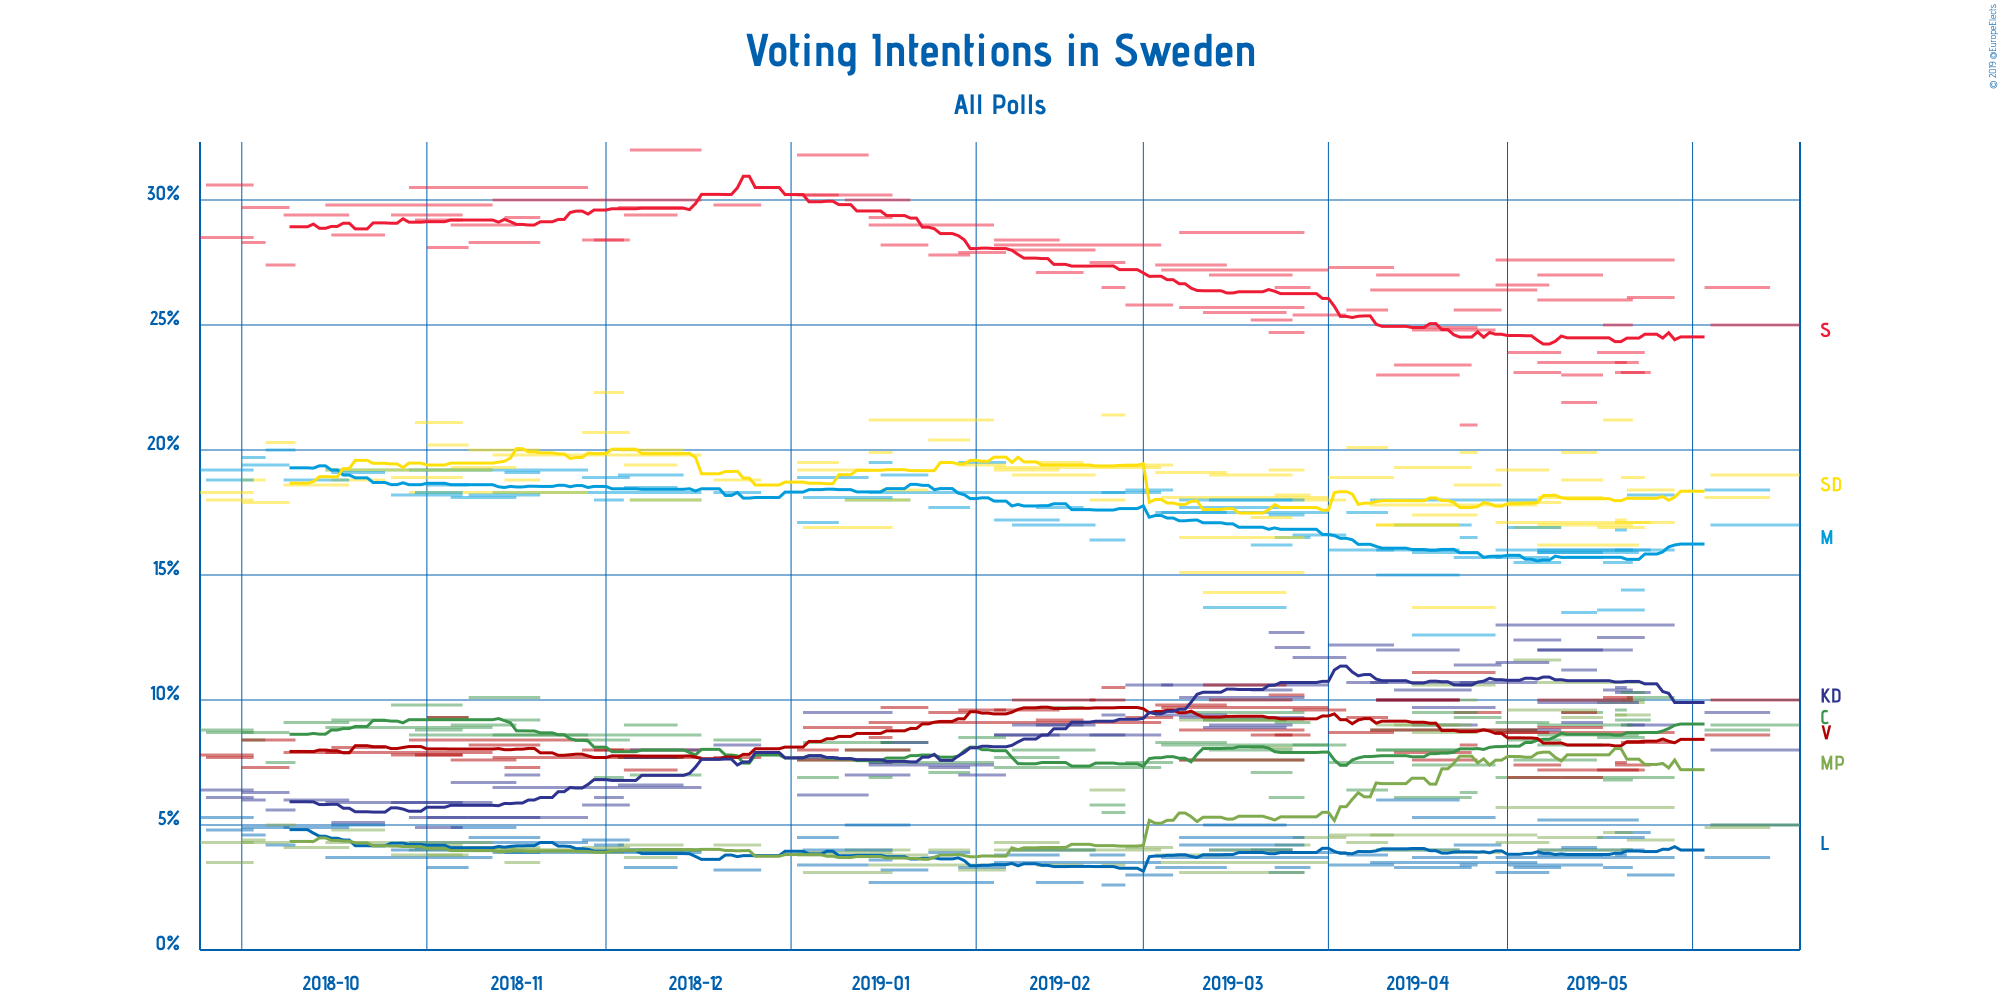 Voting Intentions in Sweden
© 2019 @EuropeElects
All Polls
30%
25%
20%
15%
10%
5%
0%
S
SD
M
KD
C
V
MP
L
2018-10 2018-11 2018-12 2019-01 2019-02 2019-03 2019-04 2019-05